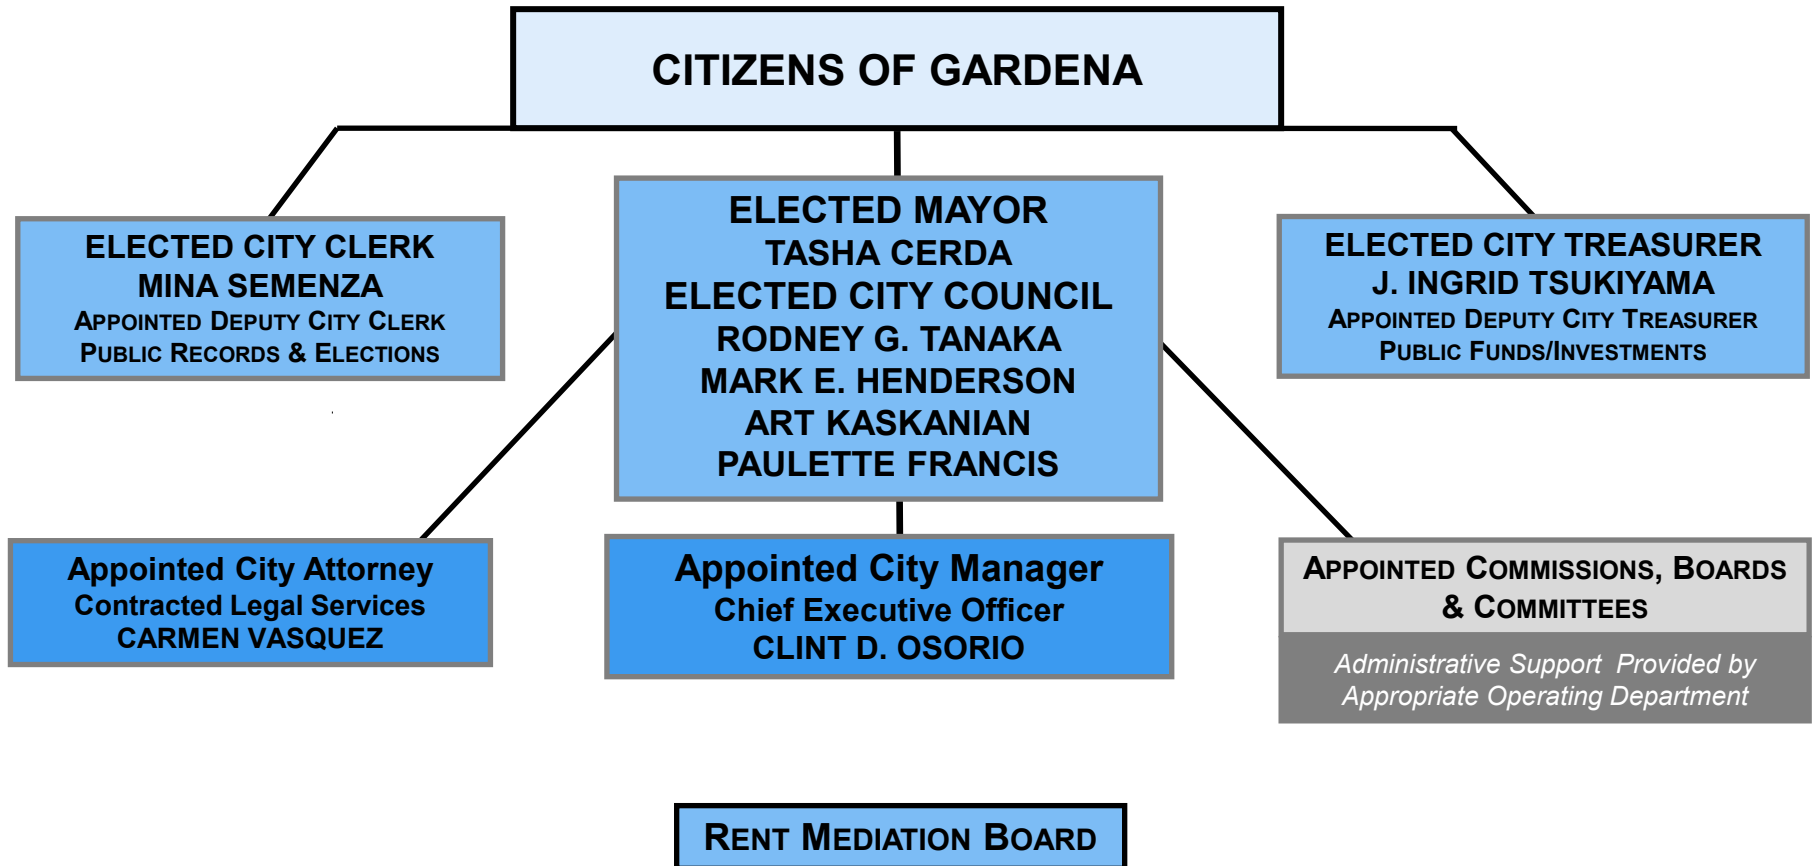 CITIZENS OF GARDENA
ELECTED CITY CLERK
MINA SEMENZA
APPOINTED DEPUTY CITY CLERK
PUBLIC RECORDS & ELECTIONS
ELECTED MAYOR
TASHA CERDA
ELECTED CITY COUNCIL
RODNEY G. TANAKA
MARK E. HENDERSON
ART KASKANIAN
PAULETTE FRANCIS
ELECTED CITY TREASURER
J. INGRID TSUKIYAMA
APPOINTED DEPUTY CITY TREASURER
PUBLIC FUNDS/INVESTMENTS
Appointed City Attorney
Contracted Legal Services
CARMEN VASQUEZ
Appointed City Manager
Chief Executive Officer
CLINT D. OSORIO
APPOINTED COMMISSIONS, BOARDS
& COMMITTEES
Administrative Support Provided by
Appropriate Operating Department
RENT MEDIATION BOARD